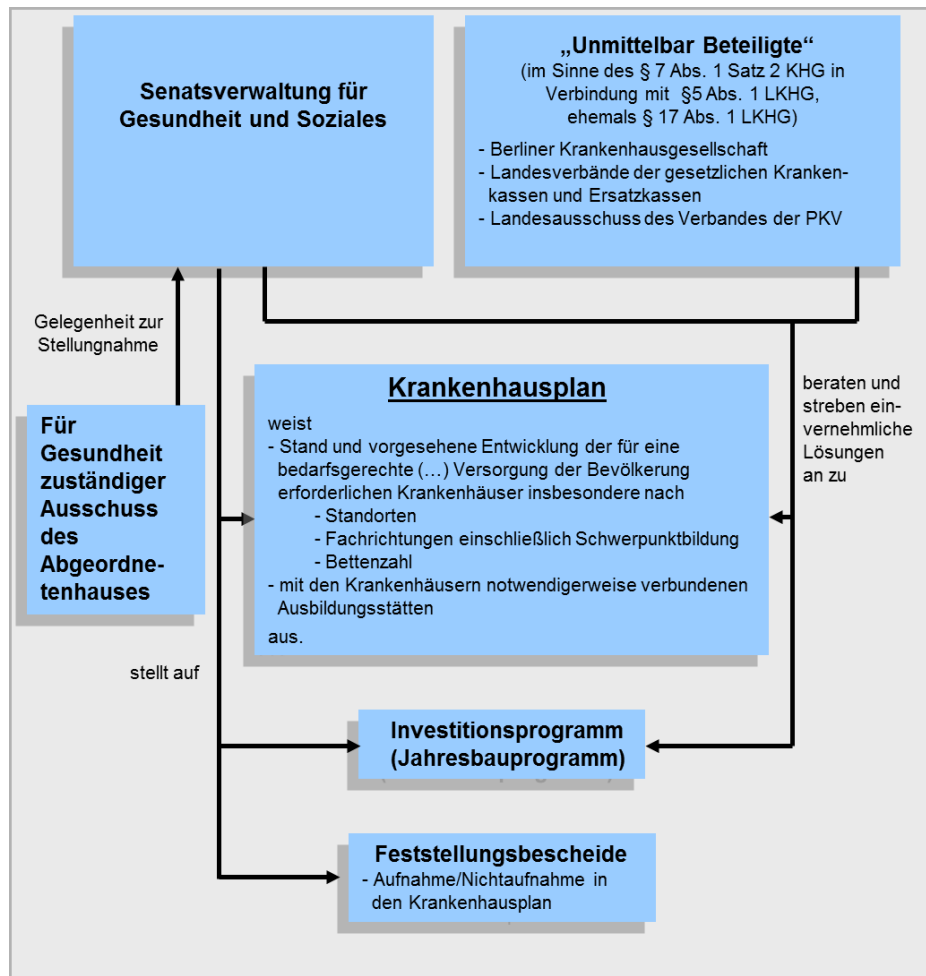 Senatsverwaltung für
Gesundheit und Soziales
„Unmittelbar Beteiligte“
(im Sinne des § 7 Abs. 1 Satz 2 KHG in
Verbindung mit §5 Abs. 1 LKHG,
ehemals § 17 Abs. 1 LKHG)
- Berliner Krankenhausgesellschaft
- Landesverbände der gesetzlichen Kranken-
kassen und Ersatzkassen
- Landesausschuss des Verbandes der PKV
Gelegenheit zur
Stellungnahme
Für
Gesundheit
zuständiger
Ausschuss
des
Abgeordne-
tenhauses
Krankenhausplan
weist
- Stand und vorgesehene Entwicklung der für eine
bedarfsgerechte (…) Versorgung der Bevölkerung
erforderlichen Krankenhäuser insbesondere nach
- Standorten
- Fachrichtungen einschließlich Schwerpunktbildung
- Bettenzahl
- mit den Krankenhäusern notwendigerweise verbundenen
Ausbildungsstätten
aus.
beraten und
streben ein-
vernehmliche
Lösungen
an zu
stellt auf
Investitionsprogramm
(Jahresbauprogramm)
Feststellungsbescheide
- Aufnahme/Nichtaufnahme in
den Krankenhausplan